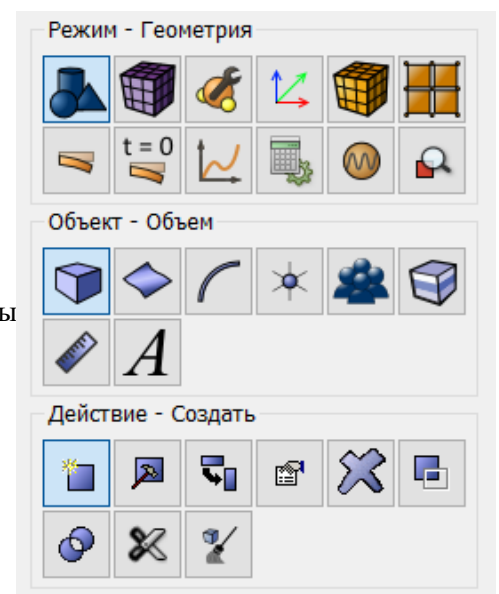 Режим - Геометрия
t = 0
Объект - Объем
ы
A
Действие - Создать